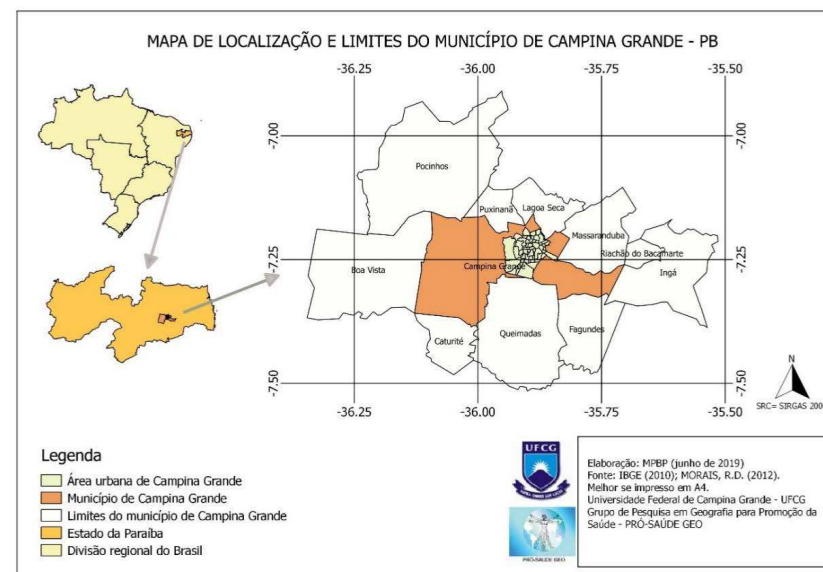 MAPA DE LOCALIZAÇÃO E LIMITES DO MUNICÍPIO DE CAMPINA GRANDE - PB
-36.25 -36.00 -35.75 -35.50
-7.00
-7.00
Pocinhos
Puxinanã
Lagoa Seca
Massaranduba
Riachão do Bacamarte
-7.25
Boa Vista
Campina Grande
Ingá
-7.25
Caturité
Queimadas
Fagundes
-7.50
-7.50
-36.25 -36.00 -35.75 -35.50
N
SRC= SIRGAS 200
Legenda
Área urbana de Campina Grande
Município de Campina Grande
Limites do município de Campina Grande
Estado da Paraíba
Divisão regional do Brasil
UFCG
PRÓ-SAÚDE GEO
Elaboração: MPBP (junho de 2019)
Fonte: IBGE (2010); MORAIS, R.D. (2012).
Melhor se impresso em A4.
Universidade Federal de Campina Grande - UFCG
Grupo de Pesquisa em Geografia para Promoção da
Saúde - PRÓ-SAÚDE GEO